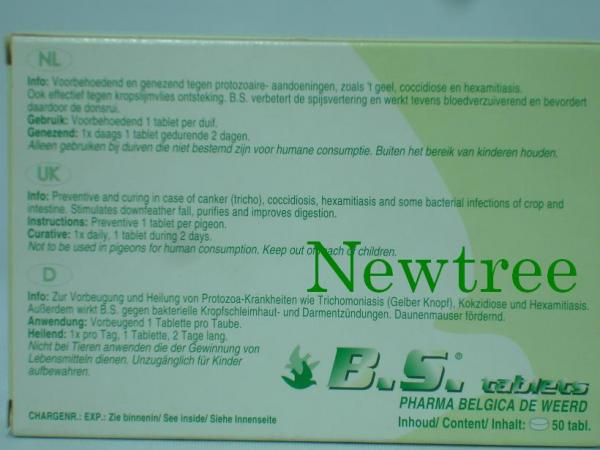 NL
Info: Voorbehoedend en genezend tegen protozoaire- aandoeningen, zoals 't geel, coccidiose en hexamitiasis.
Ook effectief tegen kropslijmvlies ontsteking. B.S. verbetert de spijsvertering en werkt tevens bloedverzuiverend en bevordert
daardoor de donsrui.
Gebruik: Voorbehoedend 1 tablet per duif.
Genezend: 1x daags 1 tablet gedurende 2 dagen.
Alleen gebruiken bij duiven die niet bestemd zijn voor humane consumptie. Buiten het bereik van kinderen houden.
UK
Info: Preventive and curing in case of canker (tricho), coccidiosis, hexamitiasis and some bacterial infections of crop and
intestine. Stimulates downfeather fall, purifies and improves digestion.
Instructions: Preventive 1 tablet per pigeon.
Curative: 1x daily, 1 tablet during 2 days.
Not to be used in pigeons for human consumption. Keep out of reach of children.
Newtree
D
Info: Zur Vorbeugung und Heilung von Protozoa-Krankheiten wie Trichomoniasis (Gelber Knopf), Kokzidiose und Hexamitiasis.
Außerdem wirkt B.S. gegen bakterielle Kropfschleimhaut- und Darmentzündungen. Daunenmauser fördernd.
Anwendung: Vorbeugend 1 Tablette pro Taube.
Heilend: 1x pro Tag, 1 Tablette, 2 Tage lang.
Nicht bei Tieren anwenden die der Gewinnung von
Lebensmitteln dienen. Unzugänglich für Kinder
aufbewahren.
B.S.® tablets
PHARMA BELGICA DE WEERD
Inhoud/ Content/ Inhalt: 50 tabl.
CHARGENR.: EXP.: Zie binnenin/ See inside/ Siehe Innenseite